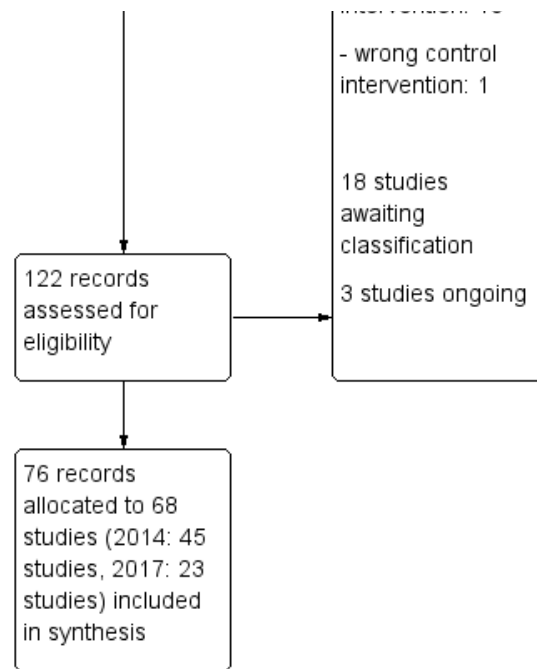 - wrong control
intervention: 1
18 studies
awaiting
classification
3 studies ongoing
122 records
assessed for
eligibility
76 records
allocated to 68
studies (2014: 45
studies, 2017: 23
studies) included
in synthesis